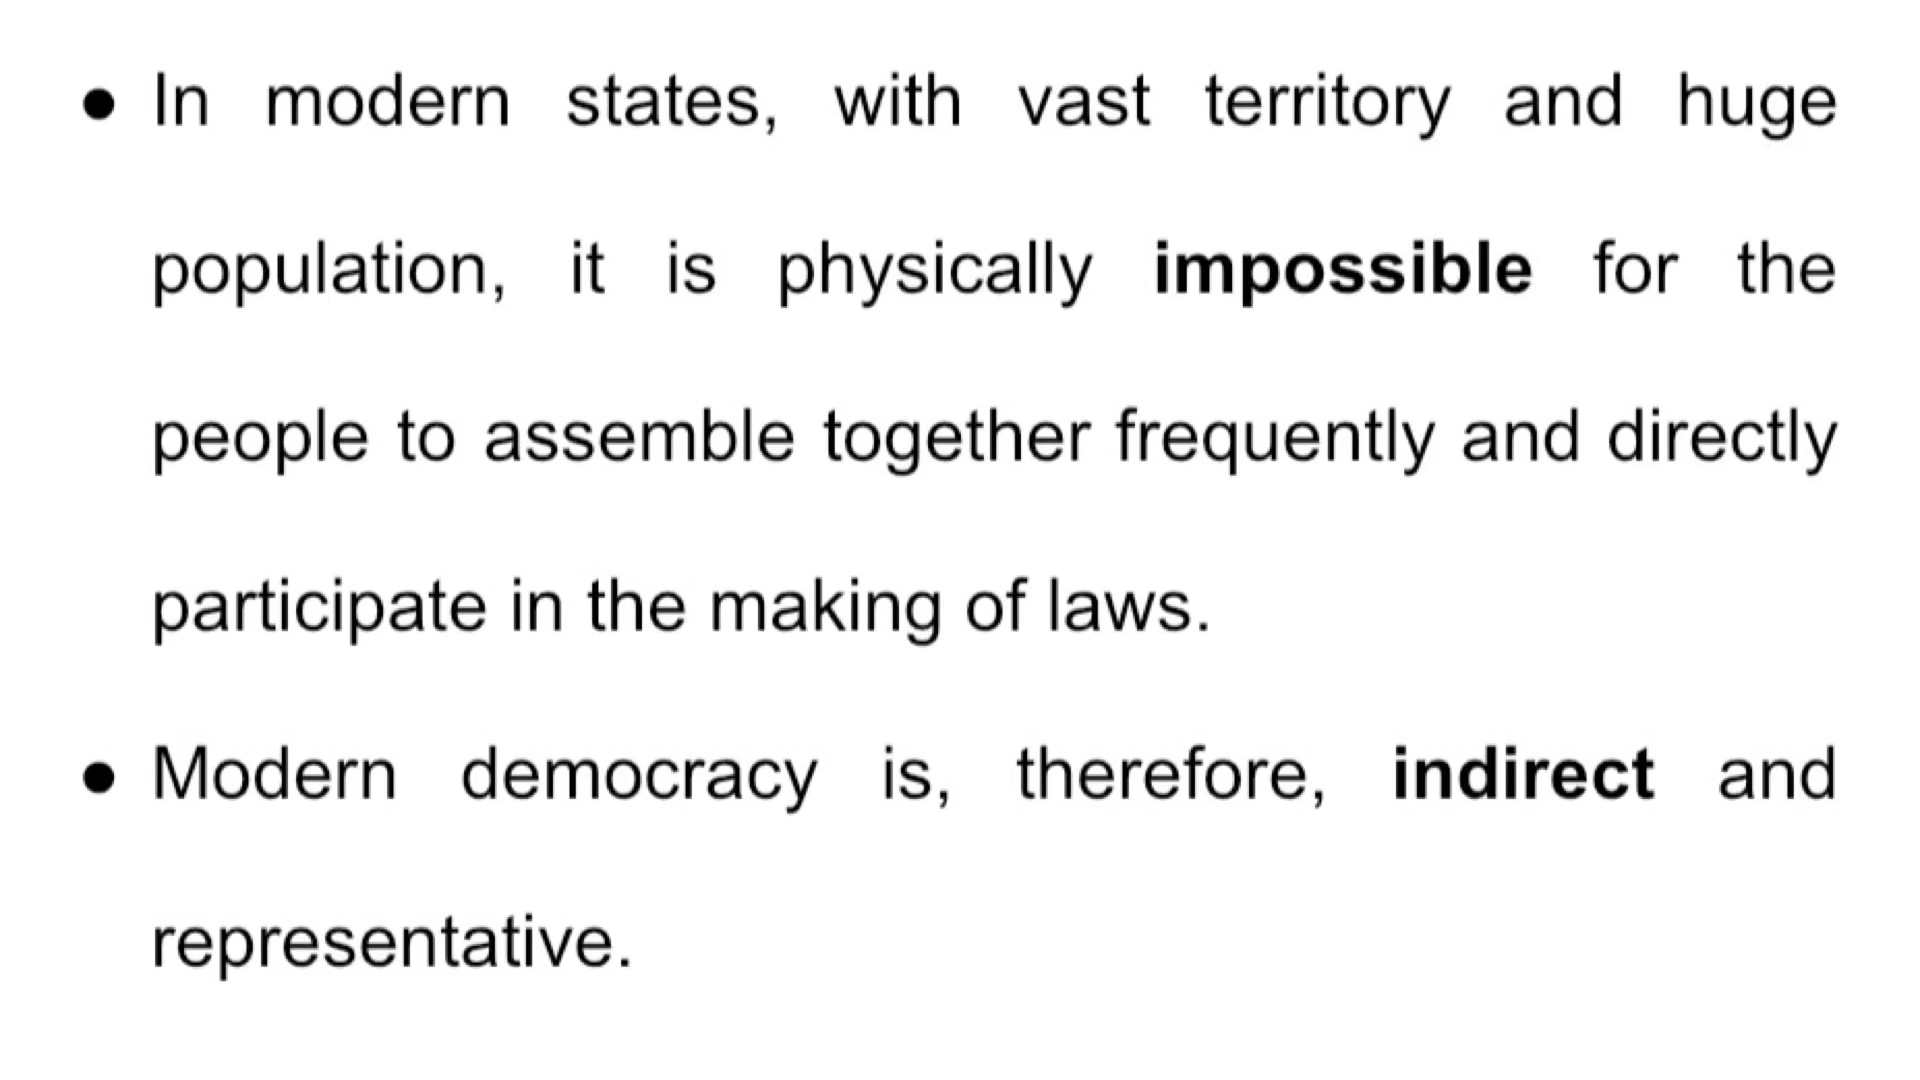 ● In modern states, with vast territory and huge
population, it is physically impossible for the
people to assemble together frequently and directly
participate in the making of laws.
● Modern democracy is, therefore, indirect and
representative.